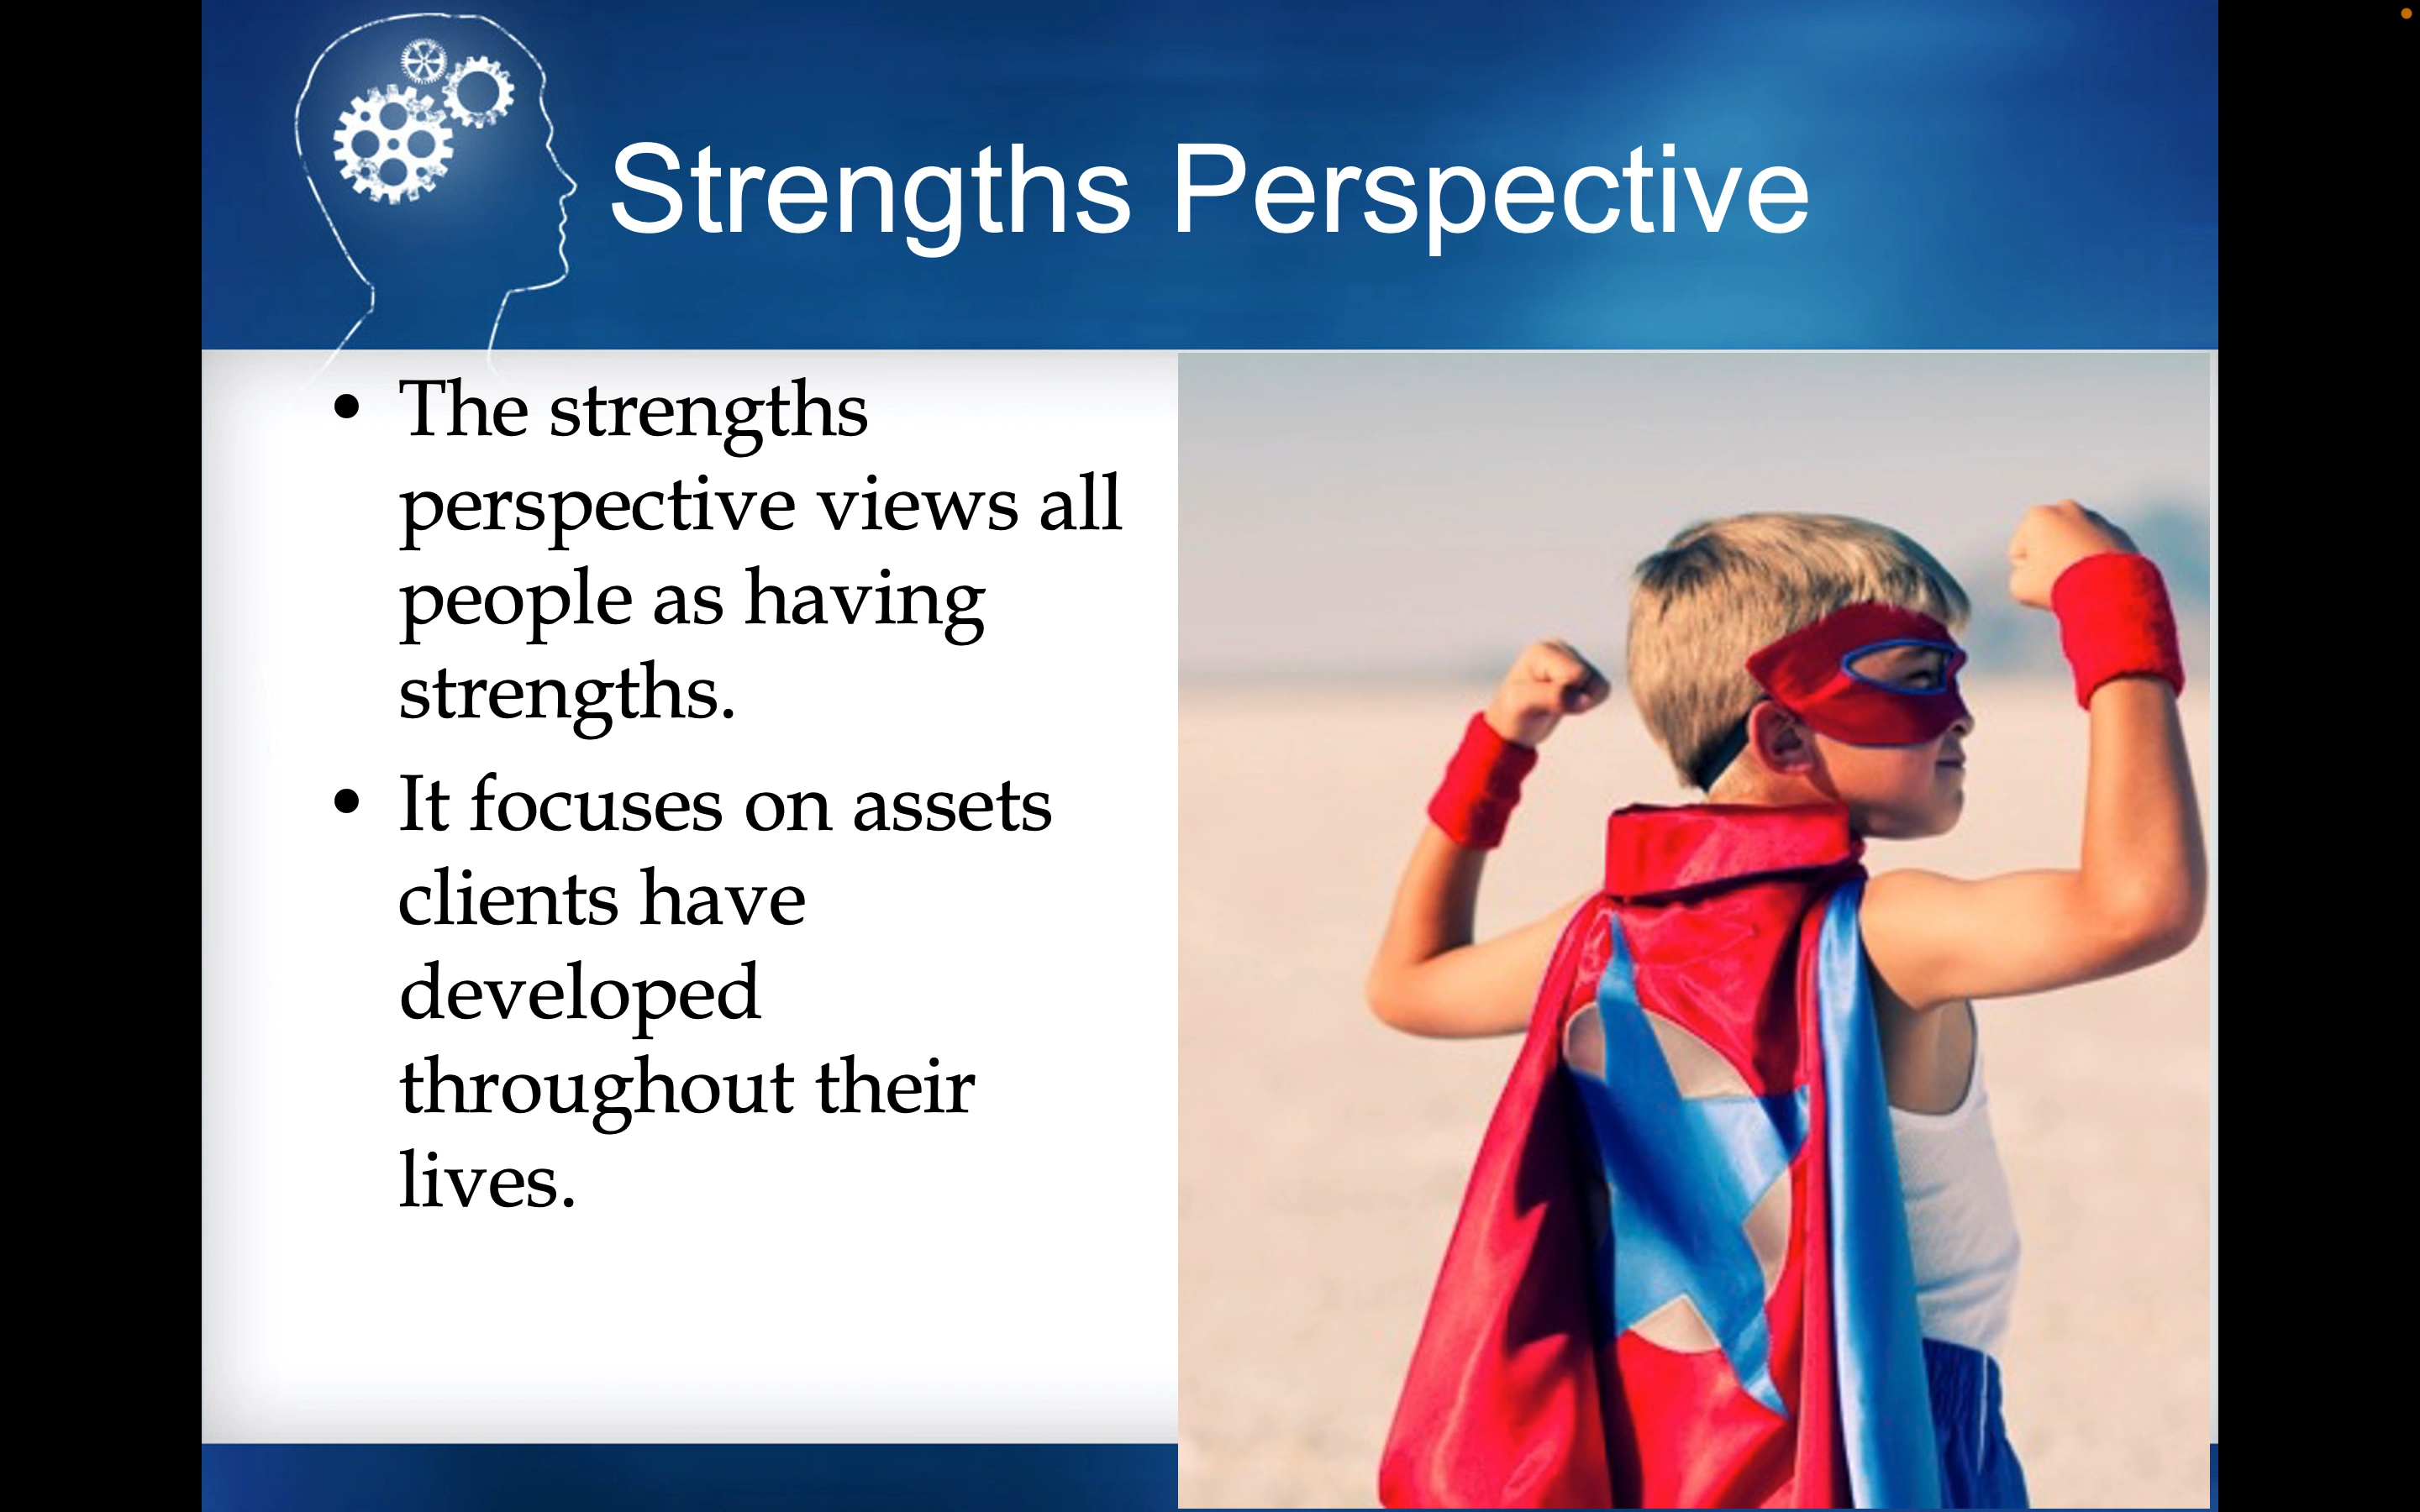 Strengths Perspective
• The strengths
perspective views all
people as having
strengths.
• It focuses on assets
clients have
developed
throughout their
lives.